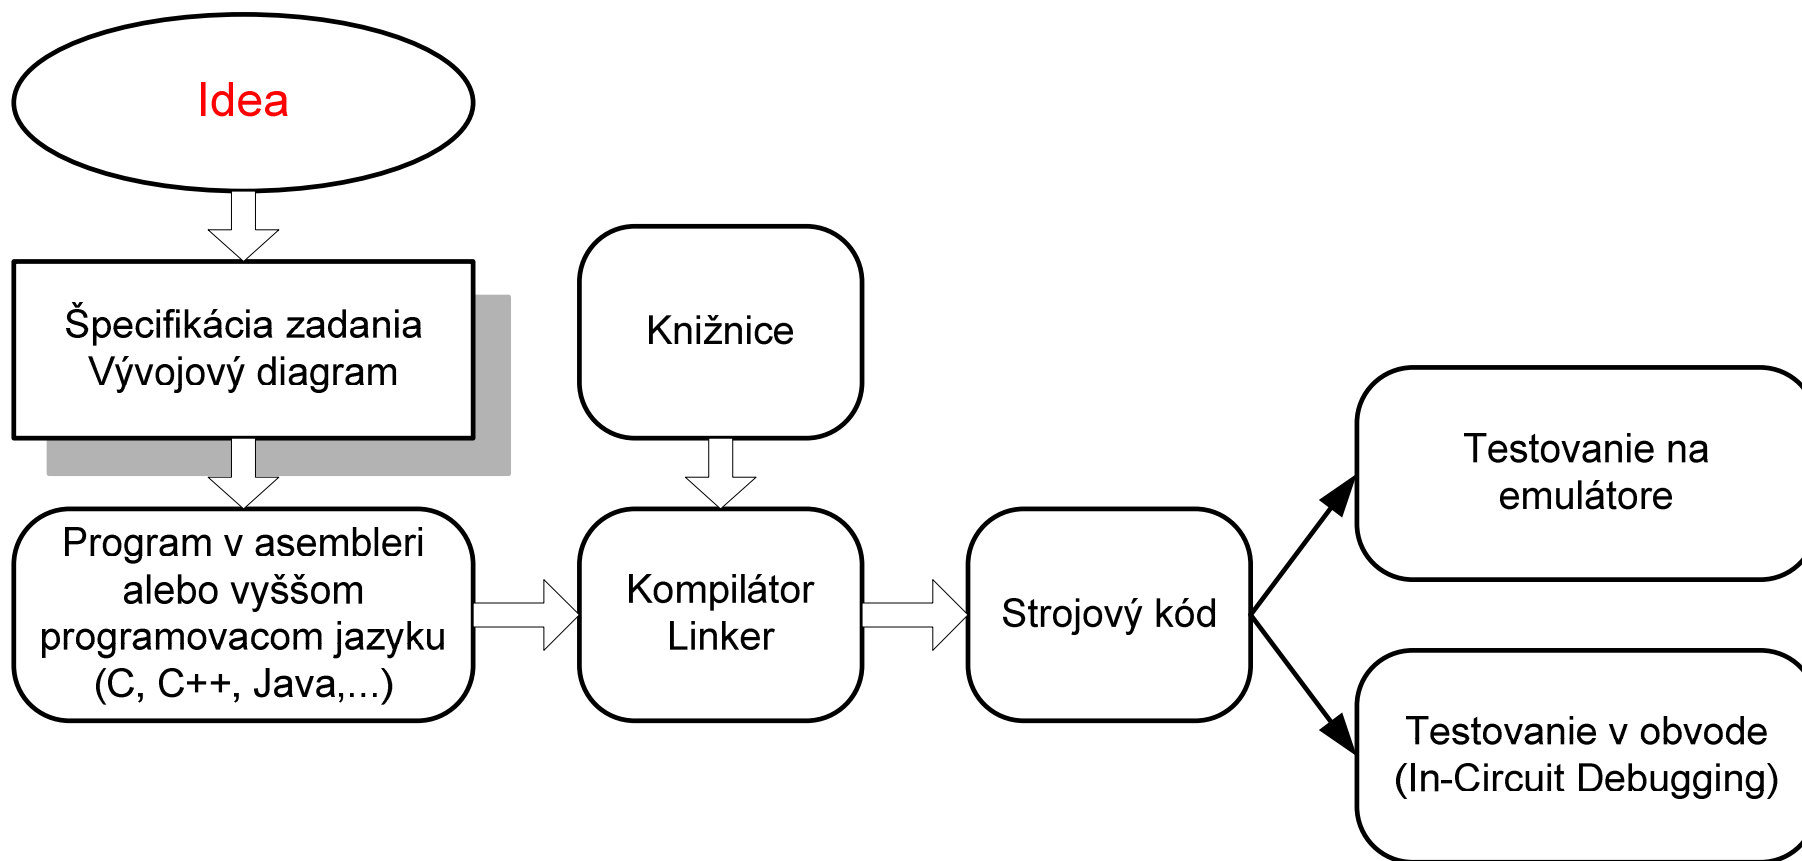 Idea
Špecifikácia zadania
Vývojový diagram
Knižnice
Program v asembleri
alebo vyššom
programovacom jazyku
(C, C++, Java,...)
Kompilátor
Linker
Strojový kód
Testovanie na
emulátore
Testovanie v obvode
(In-Circuit Debugging)